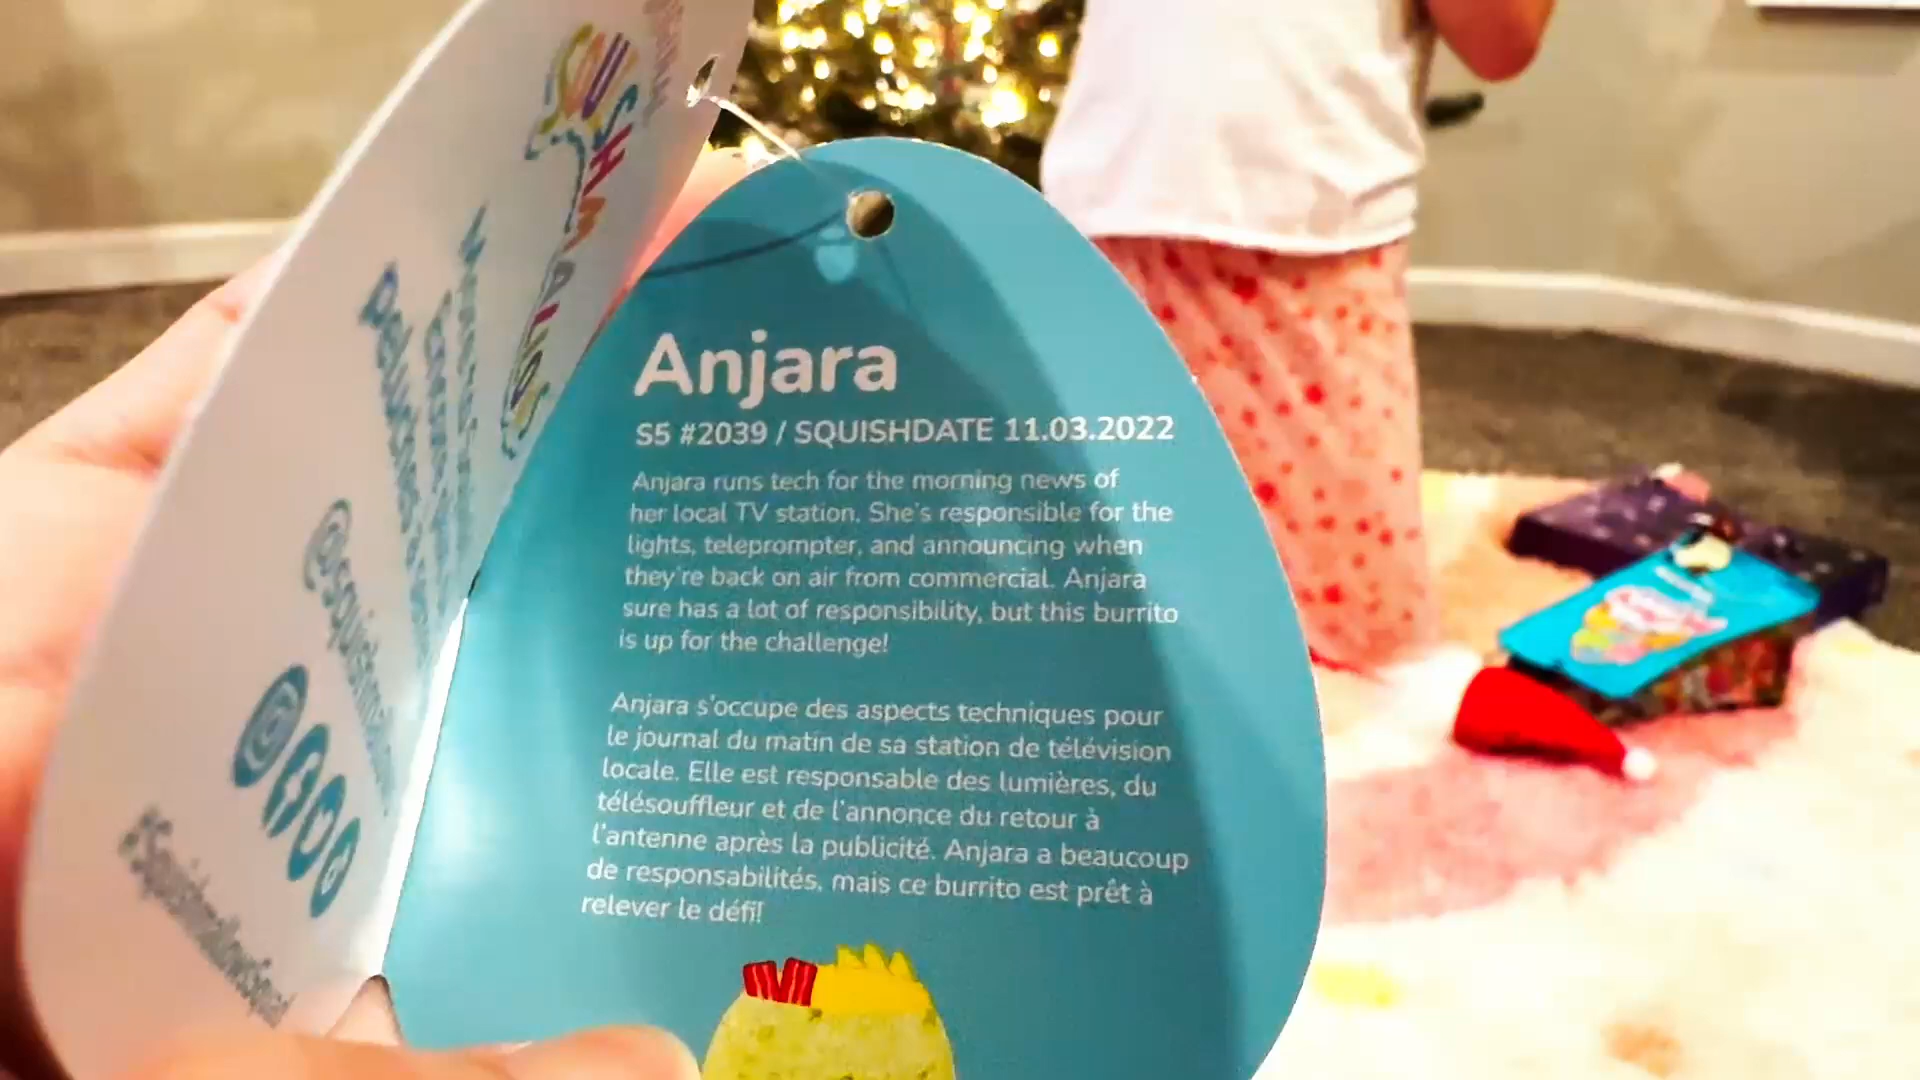 SQUISHMALLOWS
@squishmallows
#SquishmallowsSquad
Anjara
S5 #2039 / SQUISHDATE 11.03.2022
Anjara runs tech for the morning news of
her local TV station. She's responsible for the
lights, teleprompter, and announcing when
they're back on air from commercial. Anjara
sure has a lot of responsibility, but this burrito
is up for the challenge!
Anjara s'occupe des aspects techniques pour
le journal du matin de sa station de télévision
locale. Elle est responsable des lumières, du
télésouffleur et de l'annonce du retour à
l'antenne après la publicité. Anjara a beaucoup
de responsabilités, mais ce burrito est prêt à
relever le défi!